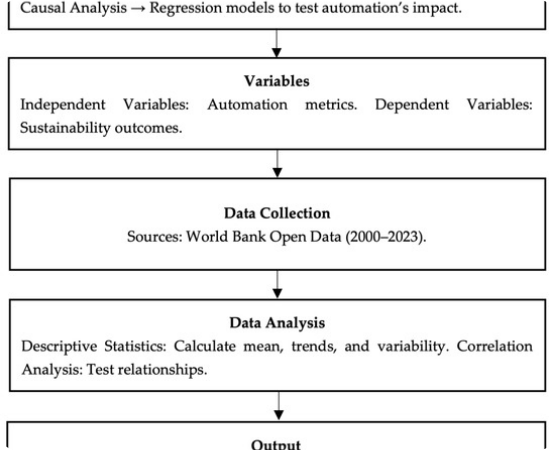 Causal Analysis → Regression models to test automation's impact.
Variables
Independent Variables: Automation metrics. Dependent Variables:
Sustainability outcomes.
Data Collection
Sources: World Bank Open Data (2000–2023).
Data Analysis
Descriptive Statistics: Calculate mean, trends, and variability. Correlation
Analysis: Test relationships.
Output